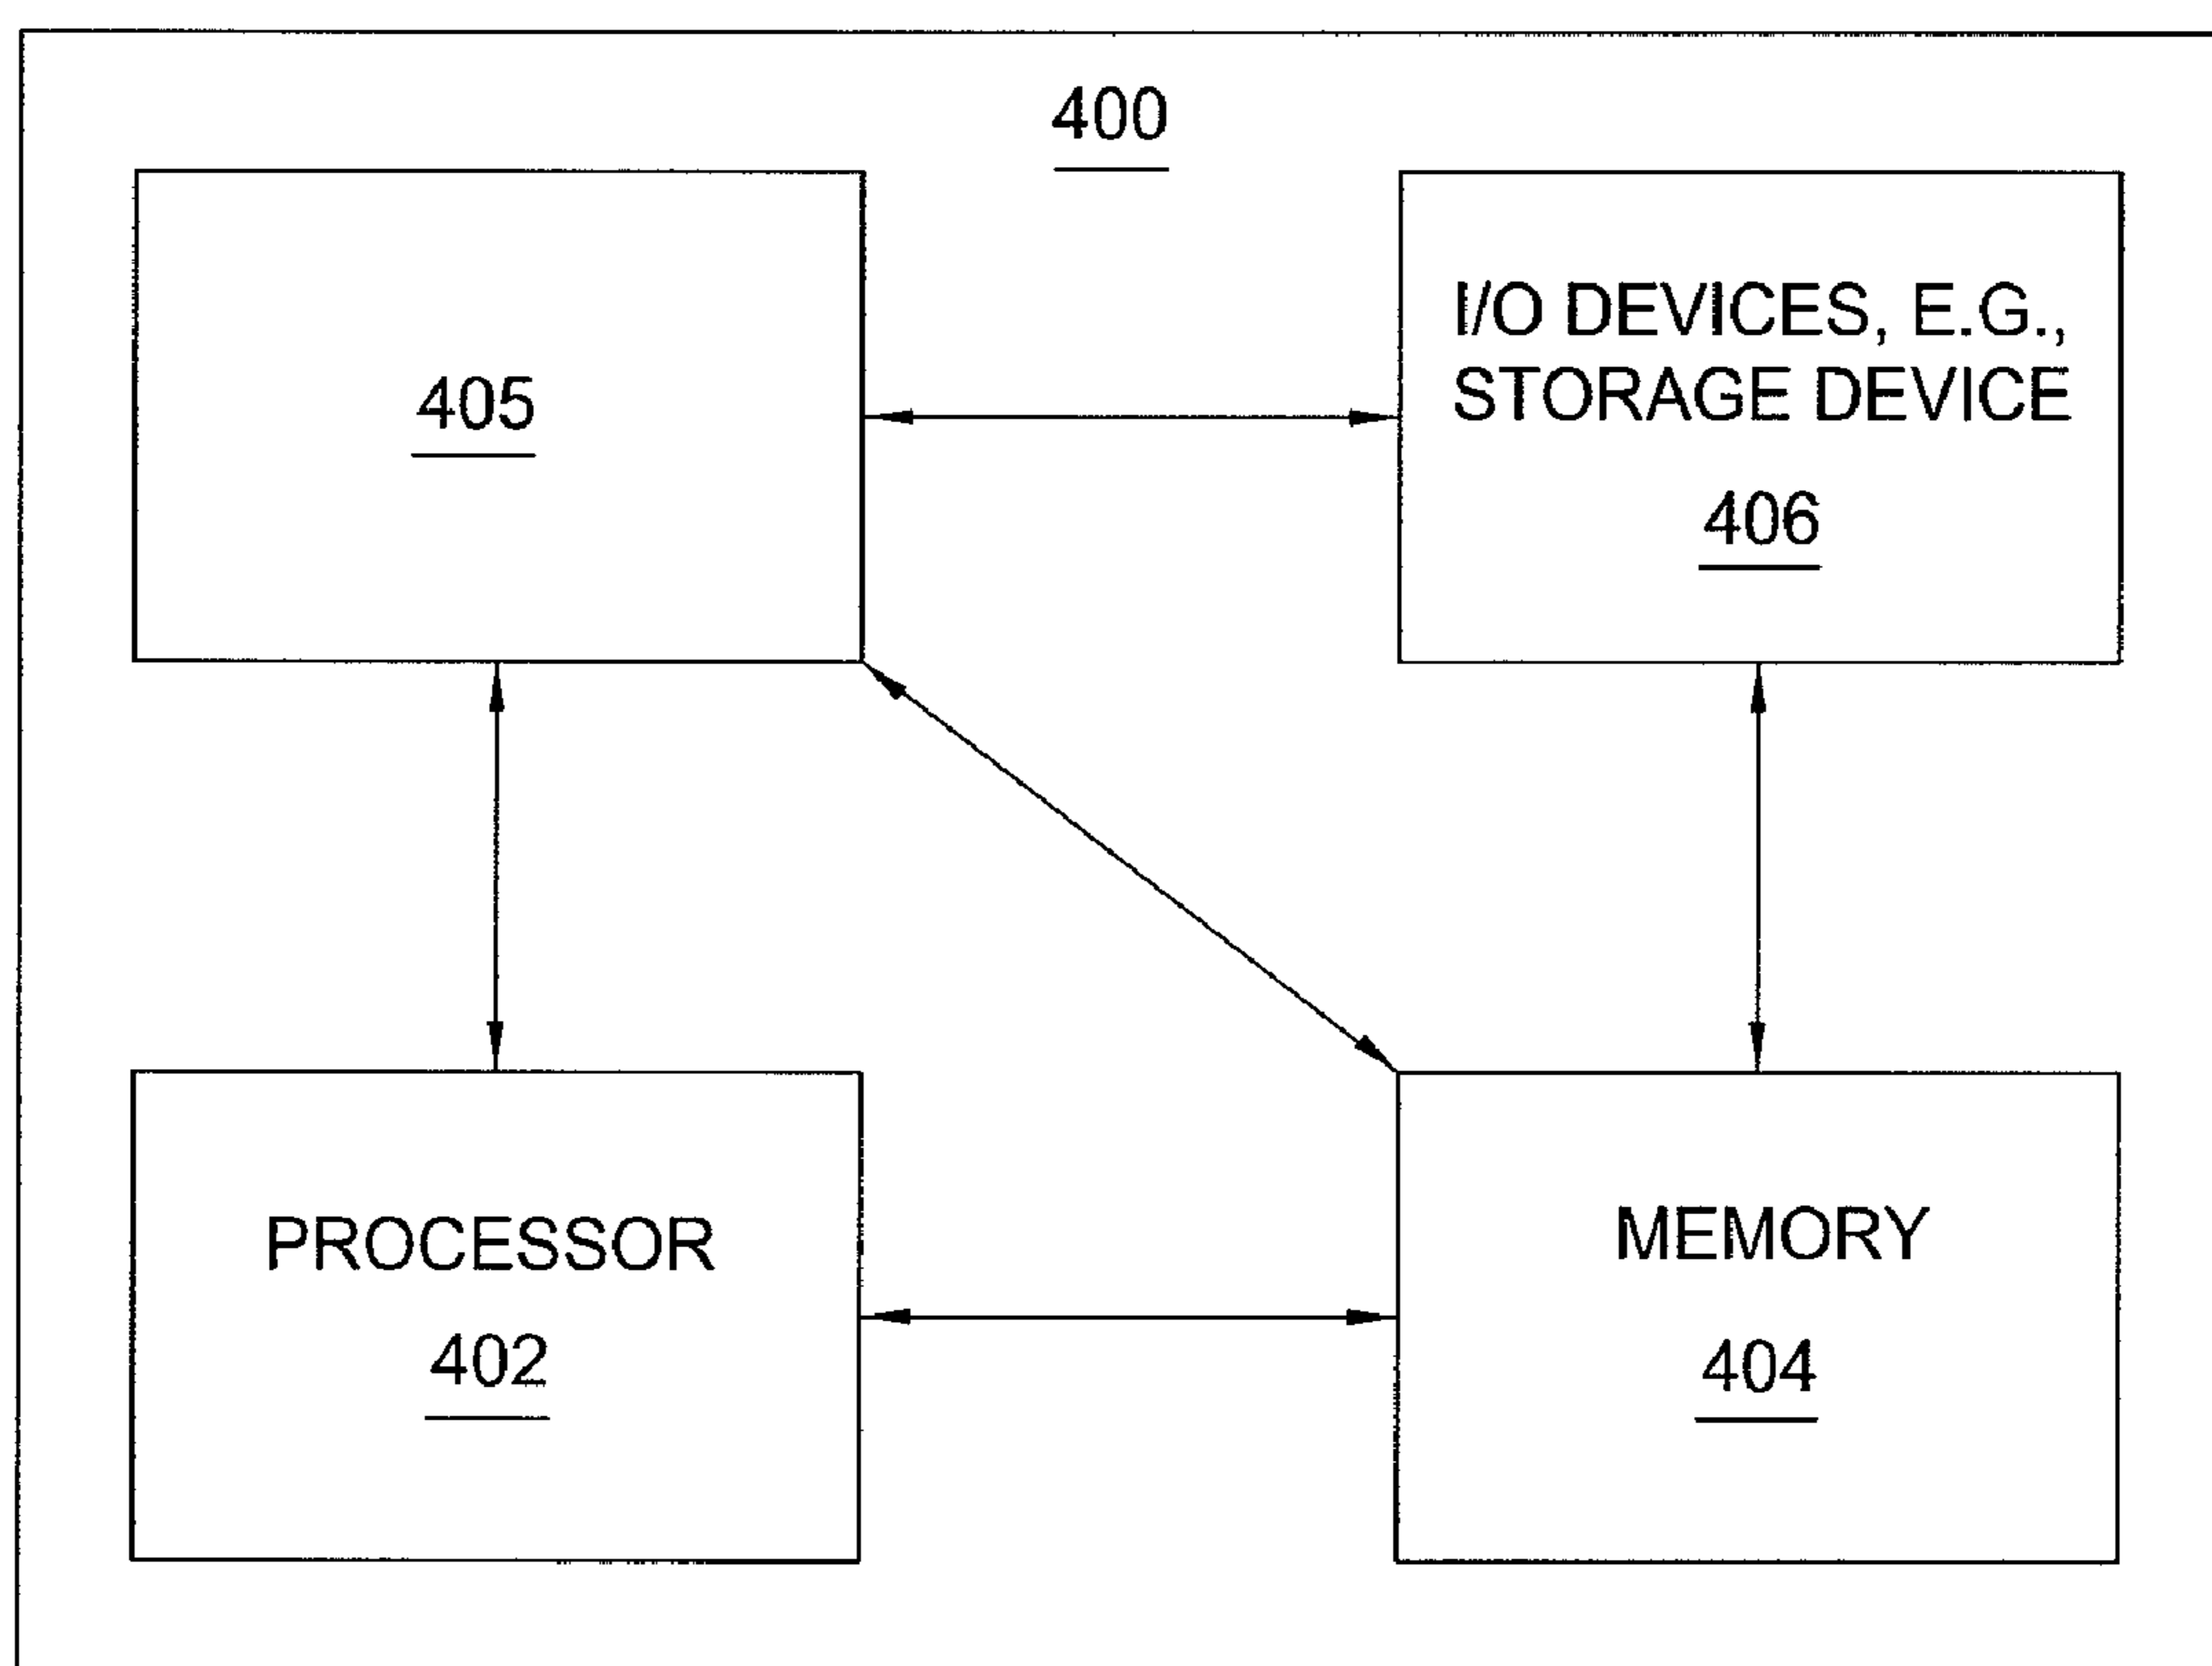 400
405
I/O DEVICES, E.G.,
STORAGE DEVICE
406
PROCESSOR
402
MEMORY
404